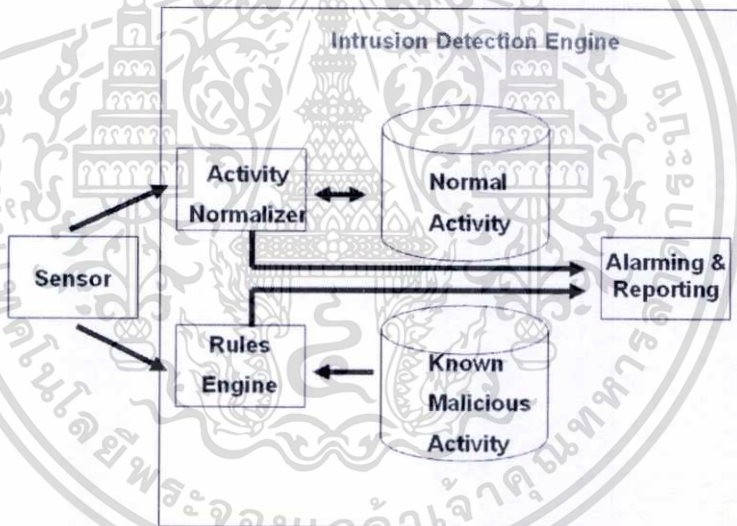 Intrusion Detection Engine
Activity
Normalizer
Normal
Activity
Sensor
Alarming &
Reporting
Rules
Engine
Known
Malicious
Activity